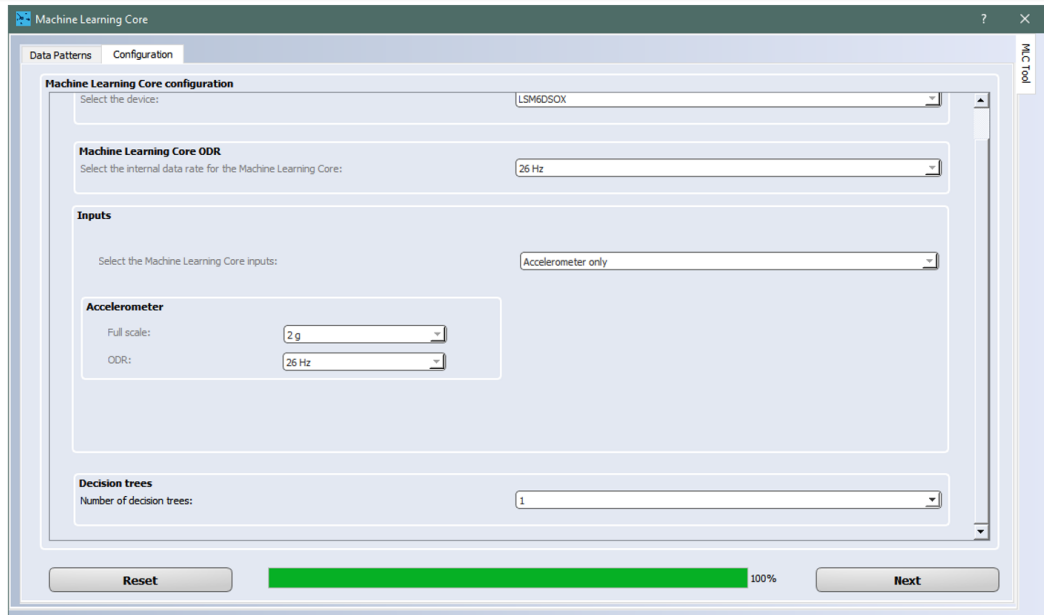 Machine Learning Core
? ×
MLC Tool
Data Patterns Configuration
Machine Learning Core configuration
Select the device: LSM6DSOX
Machine Learning Core ODR
Select the internal data rate for the Machine Learning Core: 26 Hz
Inputs
Select the Machine Learning Core inputs: Accelerometer only
Accelerometer
Full scale: 2 g
ODR: 26 Hz
Decision trees
Number of decision trees: 1
Reset 100% Next